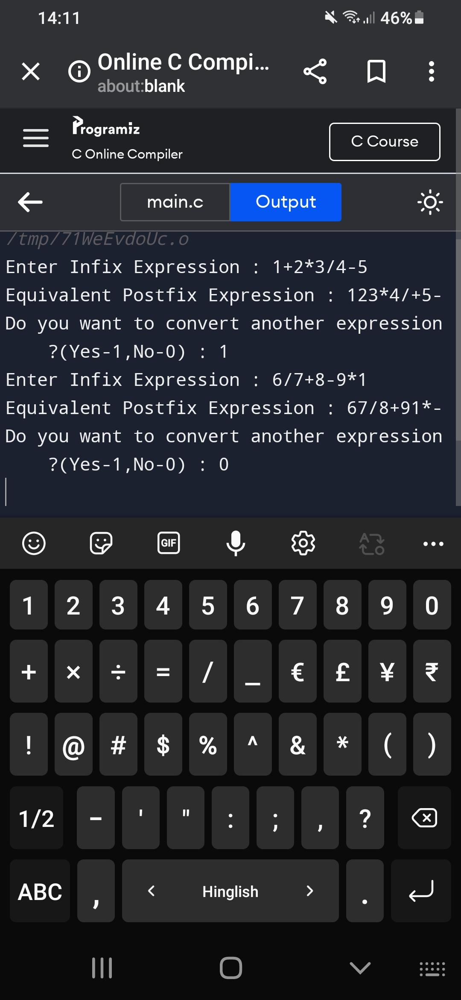 14:11
46%
Online C Compi...
about:blank
Programiz
C Online Compiler
C Course
main.c
Output
/tmp/71WeEvdoUc.o
Enter Infix Expression : 1+2*3/4-5
Equivalent Postfix Expression : 123*4/+5-
Do you want to convert another expression
?(Yes-1,No-0) : 1
Enter Infix Expression : 6/7+8-9*1
Equivalent Postfix Expression : 67/8+91*-
Do you want to convert another expression
?(Yes-1,No-0) : 0
GIF
1 2 3 4 5 6 7 8 9 0
+ × ÷ = / _ € £ ¥ ₹
! @ # $ % ^ & * ( )
1/2 - ' " : ; , ?
ABC , < Hinglish > .